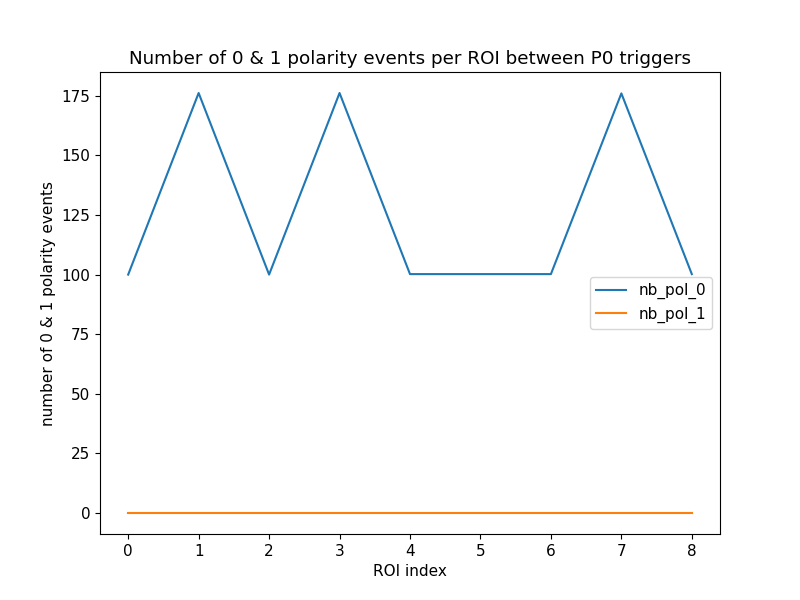 Number of 0 & 1 polarity events per ROI between P0 triggers
number of 0 & 1 polarity events
175
150
125
100
75
50
25
0
nb_pol_0
nb_pol_1
0 1 2 3 4 5 6 7 8
ROI index